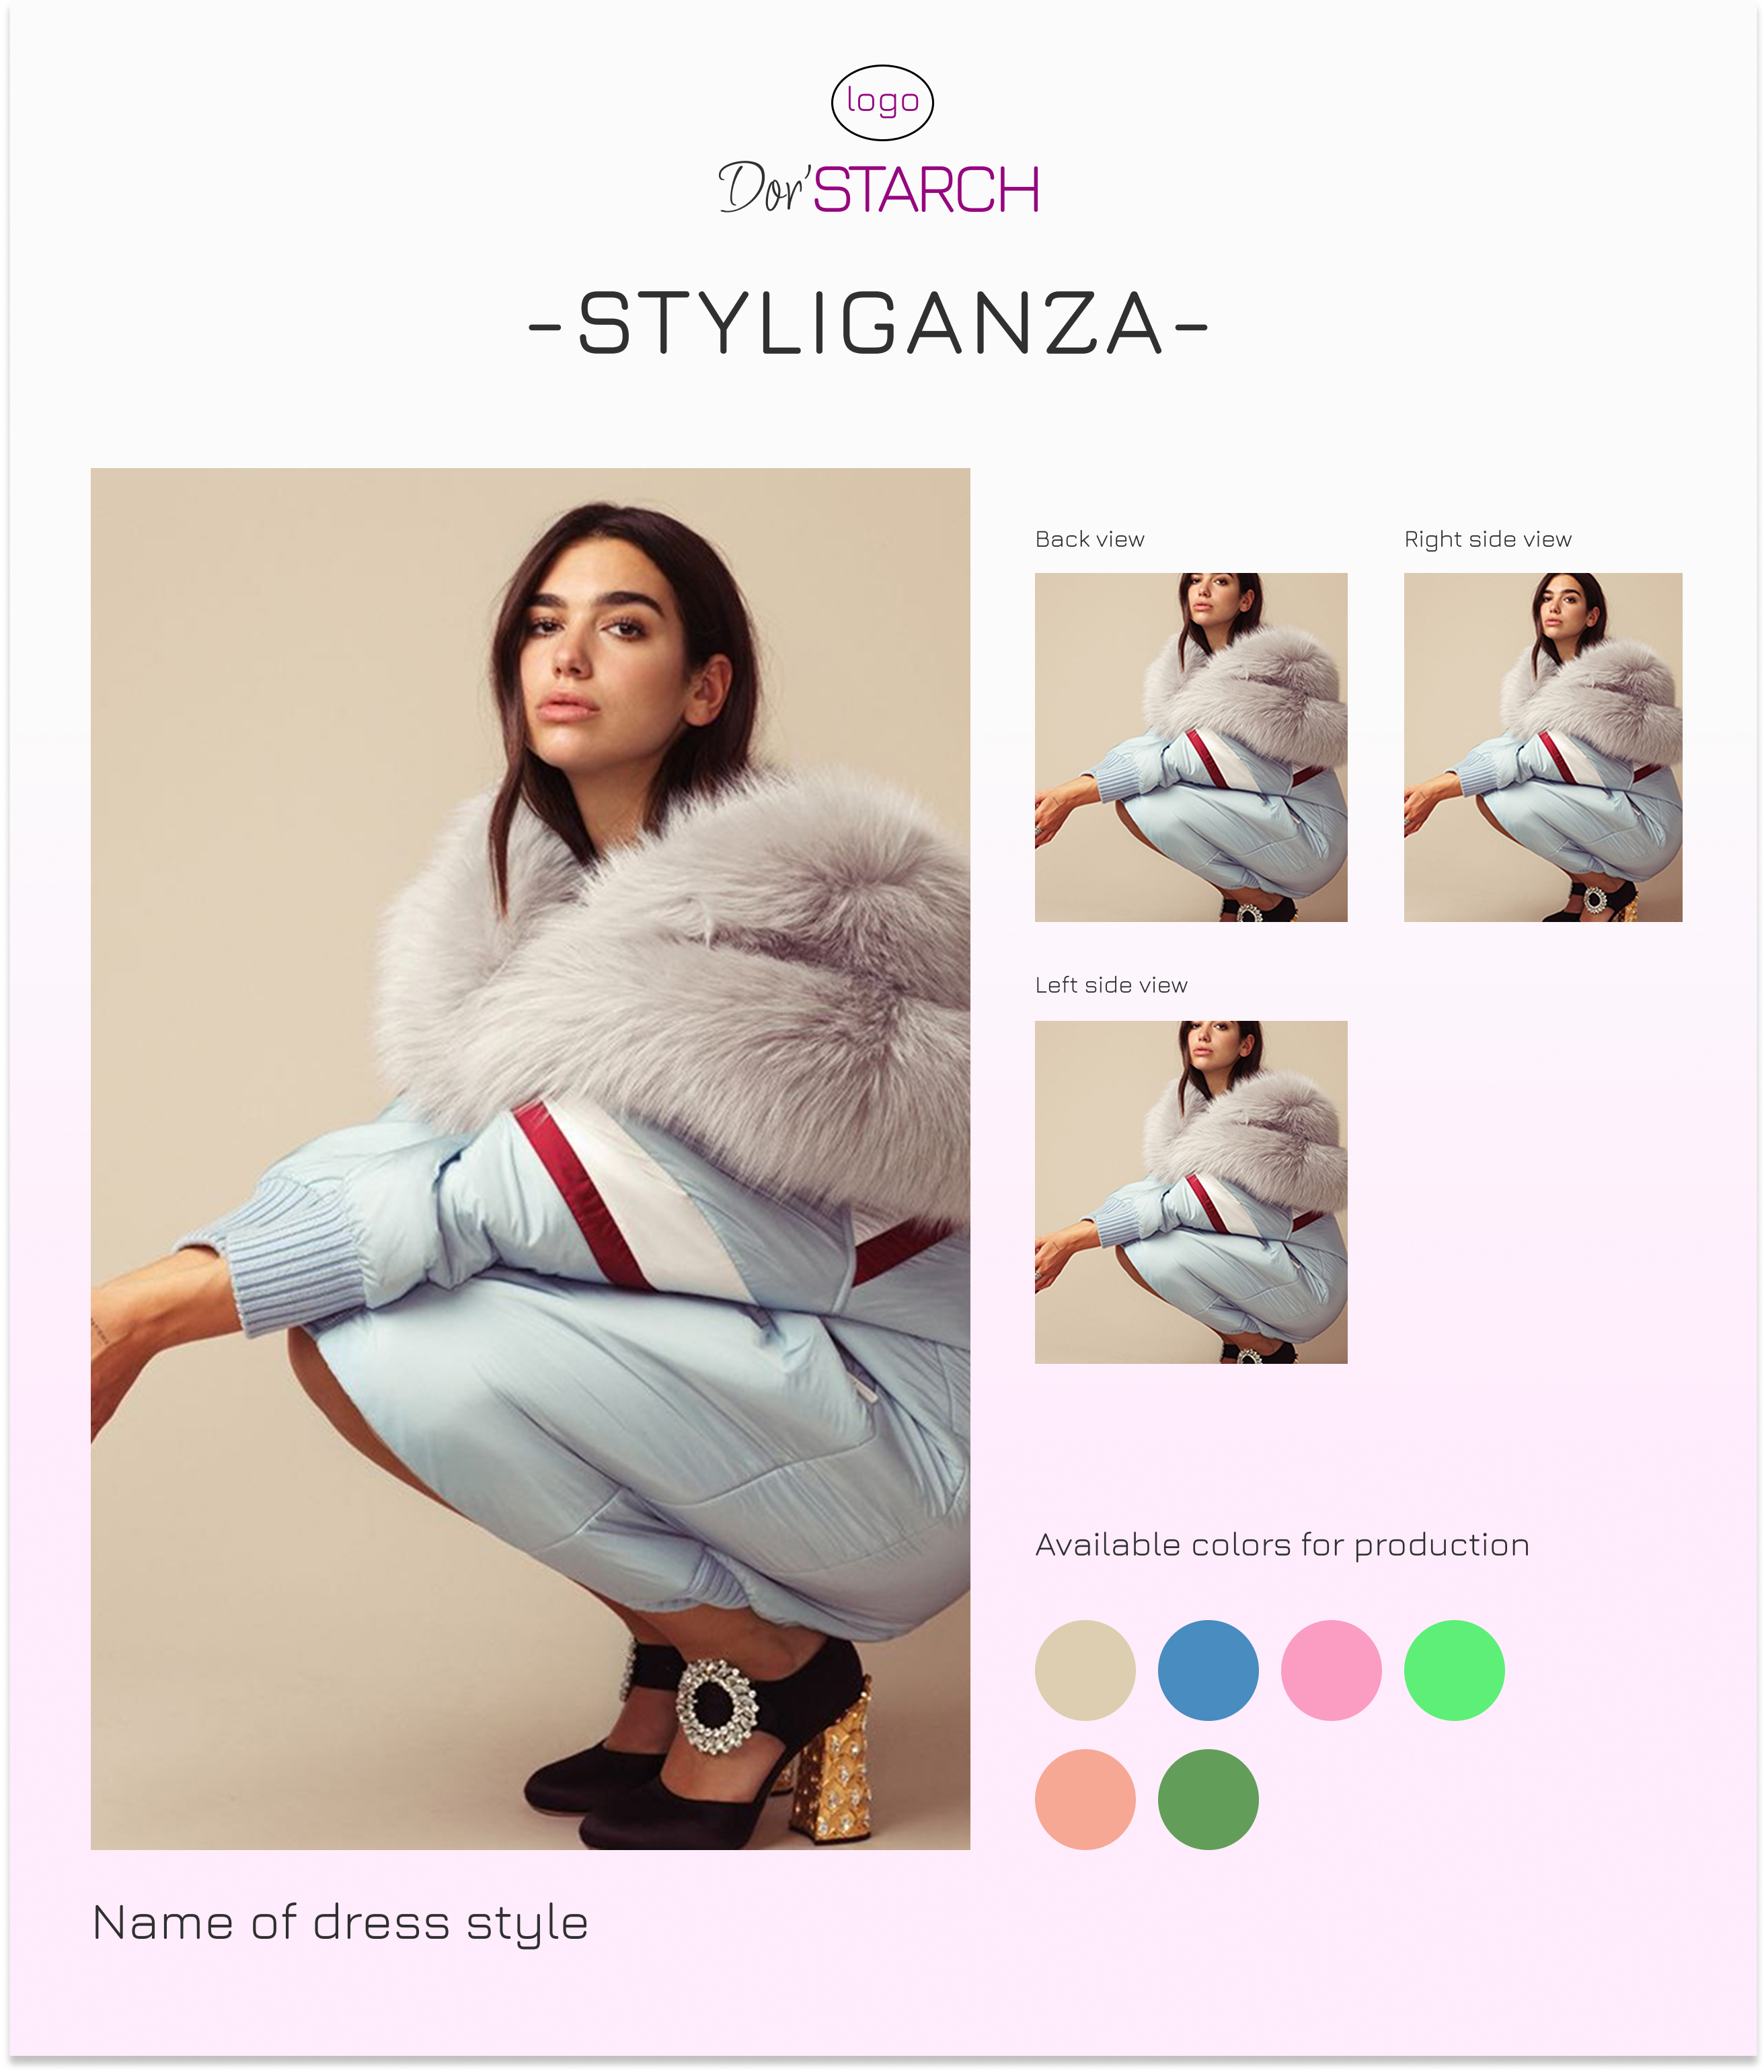 logo
Dor'STARCH
-STYLIGANZA-
Back view
Right side view
Left side view
Available colors for production
Name of dress style